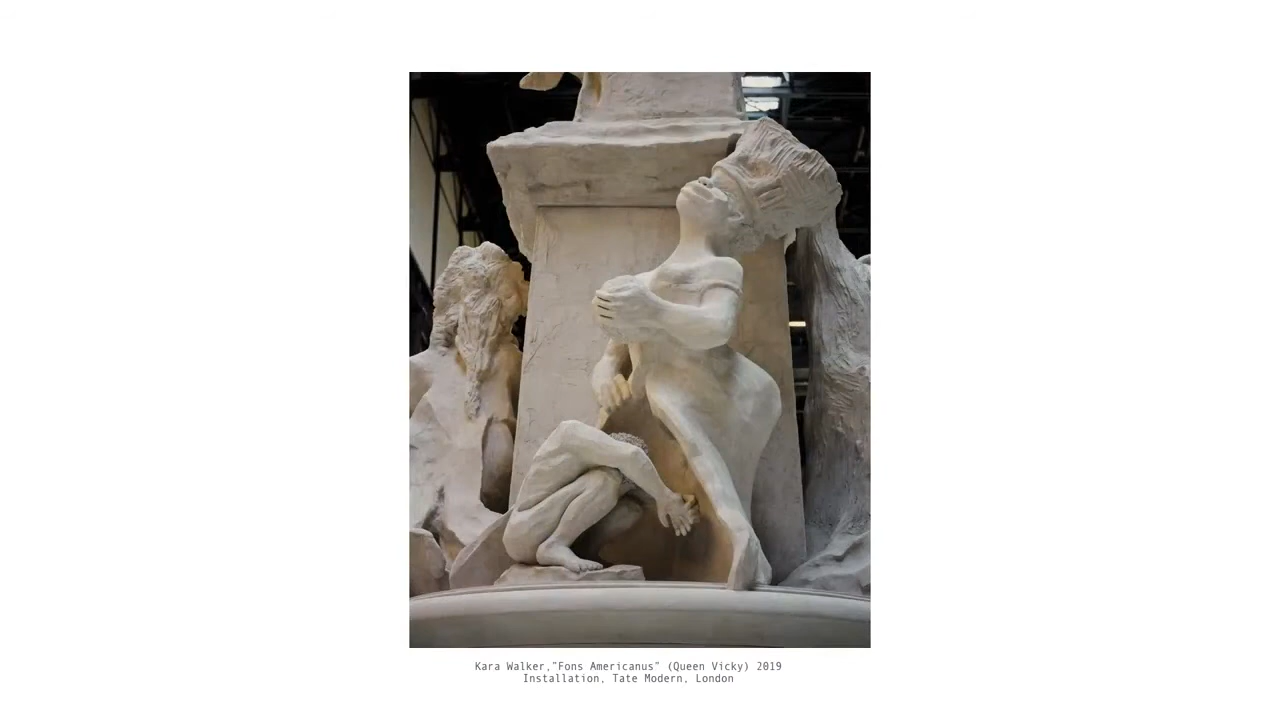 Kara Walker,"Fons Americanus" (Queen Vicky) 2019
Installation, Tate Modern, London